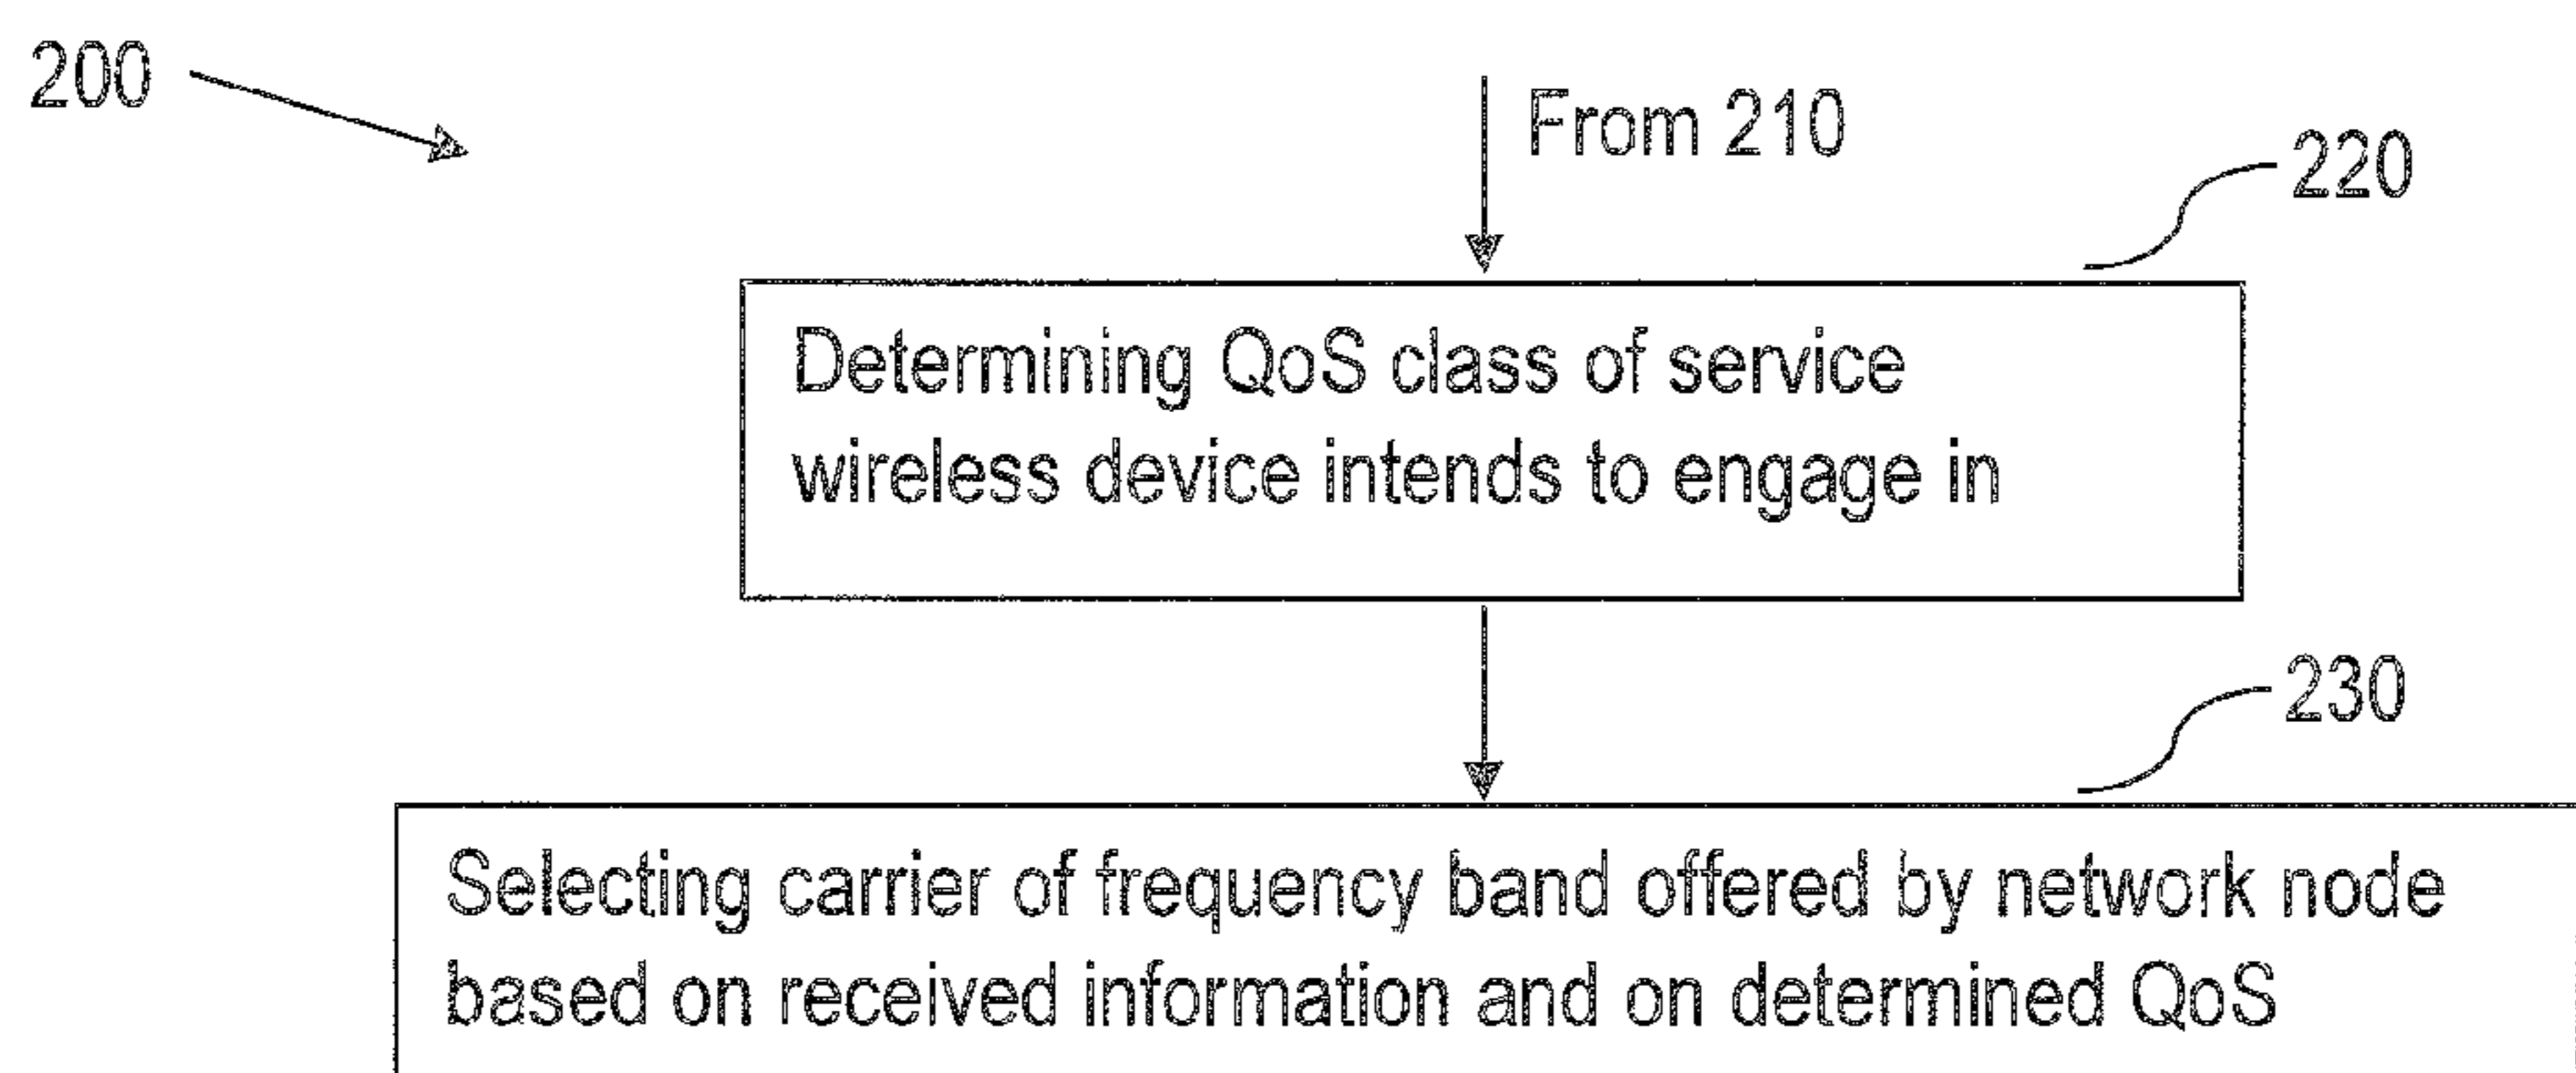 200
From 210
220
Determining QoS class of service
wireless device intends to engage in
230
Selecting carrier of frequency band offered by network node
based on received information and on determined QoS